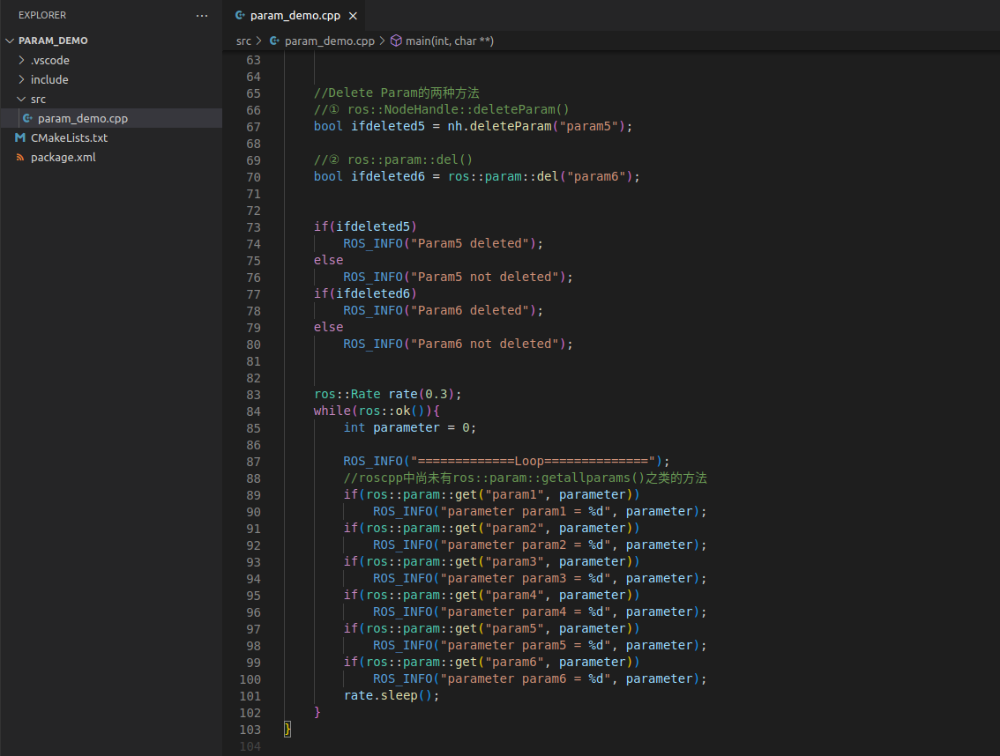 EXPLORER
param_demo.cpp
PARAM_DEMO
src > param_demo.cpp > main(int, char **)
.vscode
include
src
param_demo.cpp
CMakeLists.txt
package.xml
63
64
65 //Delete Param的两种方法
66 //① ros::NodeHandle::deleteParam()
67 bool ifdeleted5 = nh.deleteParam("param5");
68
69 //② ros::param::del()
70 bool ifdeleted6 = ros::param::del("param6");
71
72
73 if(ifdeleted5)
74 ROS_INFO("Param5 deleted");
75 else
76 ROS_INFO("Param5 not deleted");
77 if(ifdeleted6)
78 ROS_INFO("Param6 deleted");
79 else
80 ROS_INFO("Param6 not deleted");
81
82
83 ros::Rate rate(0.3);
84 while(ros::ok()){
85 int parameter = 0;
86
87 ROS_INFO("=============Loop==============");
88 //roscpp中尚未有ros::param::getallparams()之类的方法
89 if(ros::param::get("param1", parameter))
90 ROS_INFO("parameter param1 = %d", parameter);
91 if(ros::param::get("param2", parameter))
92 ROS_INFO("parameter param2 = %d", parameter);
93 if(ros::param::get("param3", parameter))
94 ROS_INFO("parameter param3 = %d", parameter);
95 if(ros::param::get("param4", parameter))
96 ROS_INFO("parameter param4 = %d", parameter);
97 if(ros::param::get("param5", parameter))
98 ROS_INFO("parameter param5 = %d", parameter);
99 if(ros::param::get("param6", parameter))
100 ROS_INFO("parameter param6 = %d", parameter);
101 rate.sleep();
102 }
103 }
104